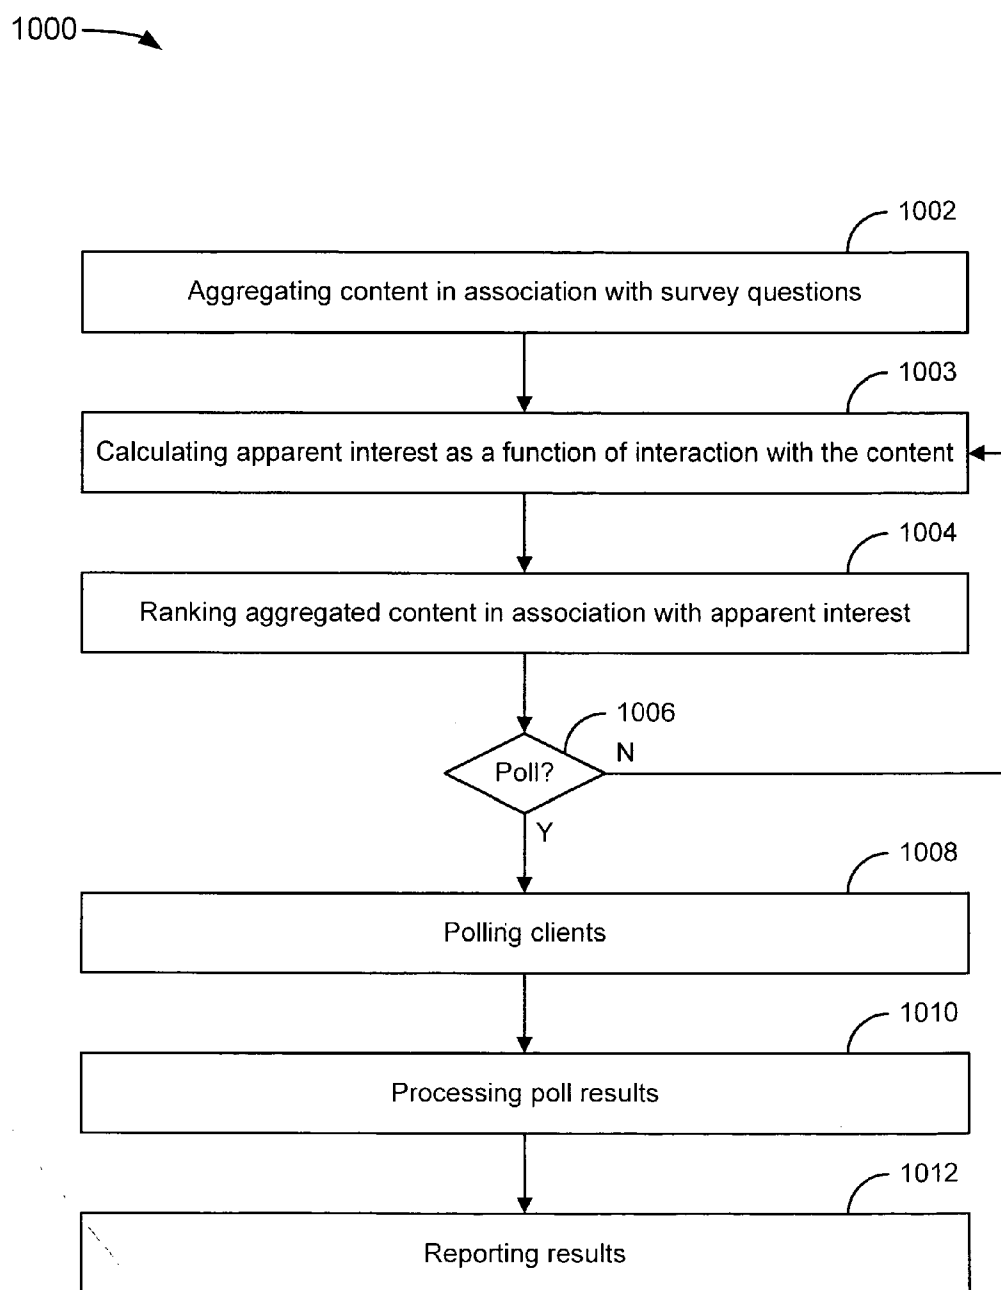 1000
1002
Aggregating content in association with survey questions
1003
Calculating apparent interest as a function of interaction with the content
1004
Ranking aggregated content in association with apparent interest
1006
Poll?
N
Y
1008
Polling clients
1010
Processing poll results
1012
Reporting results